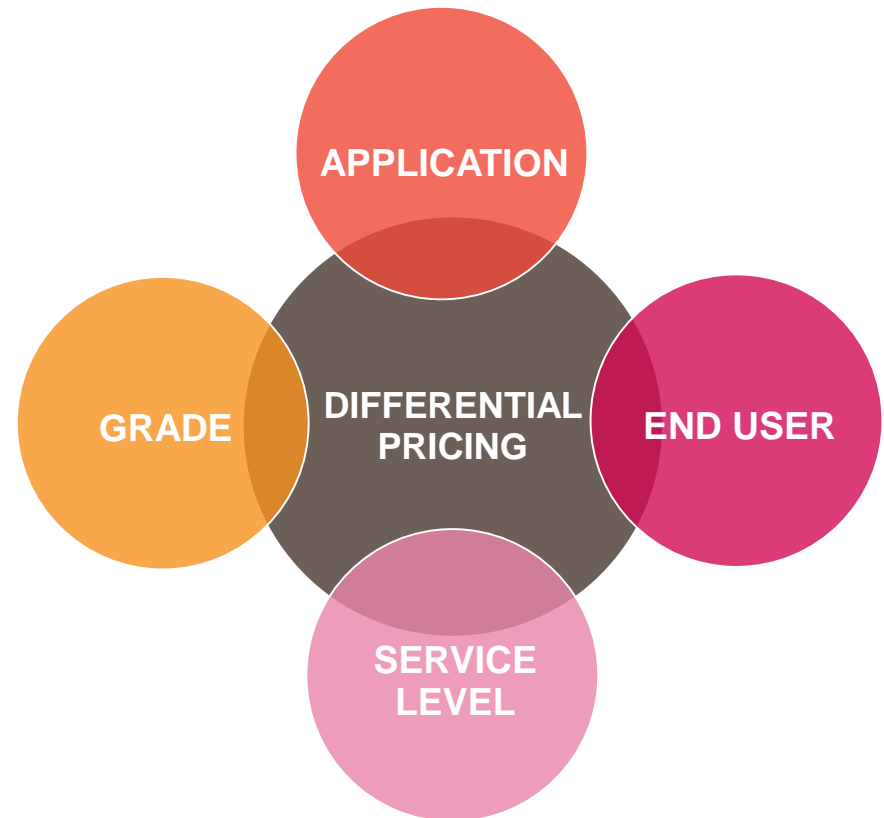 APPLICATION
GRADE
DIFFERENTIAL
PRICING
END USER
SERVICE
LEVEL